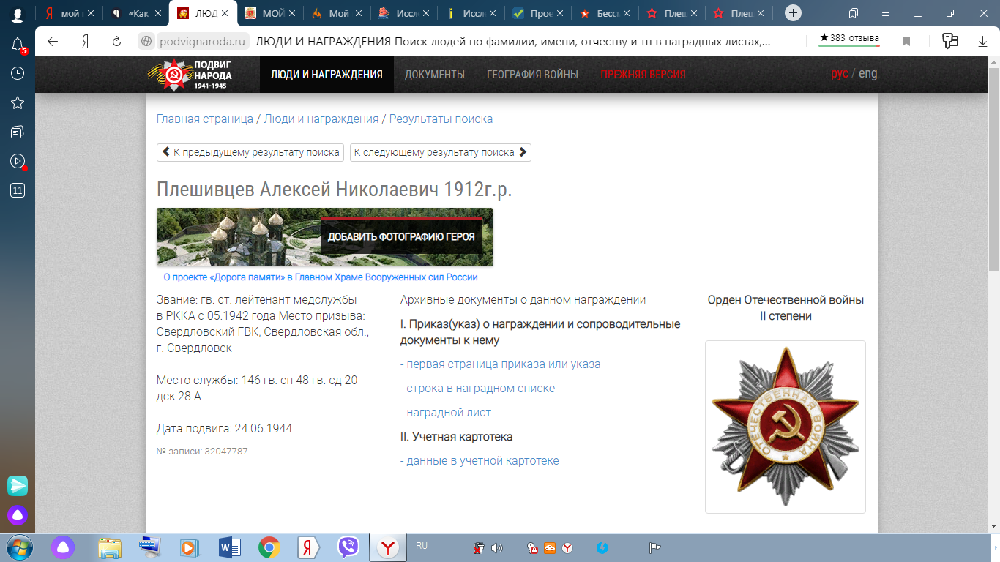 мой п
«Как
ЛЮД
МОЙ
Мой
Иссл
Иссл
Прое
Бесск
Плеш
Плеш
podvignaroda.ru ЛЮДИ И НАГРАЖДЕНИЯ Поиск людей по фамилии, имени, отчеству и тп в наградных листах,...
★383 отзыва
5
11
ПОДВИГ
НАРОДА
1941-1945
ЛЮДИ И НАГРАЖДЕНИЯ
ДОКУМЕНТЫ
ГЕОГРАФИЯ ВОЙНЫ
ПРЕЖНЯЯ ВЕРСИЯ
рус / eng
Главная страница / Люди и награждения / Результаты поиска
К предыдущему результату поиска
К следующему результату поиска
Плешивцев Алексей Николаевич 1912г.р.
ДОБАВИТЬ ФОТОГРАФИЮ ГЕРОЯ
О проекте «Дорога памяти» в Главном Храме Вооруженных сил России
Звание: гв. ст. лейтенант медслужбы
в РККА с 05.1942 года Место призыва:
Свердловский ГВК, Свердловская обл.,
г. Свердловск
Место службы: 146 гв. сп 48 гв. сд 20
дск 28 А
Дата подвига: 24.06.1944
№ записи: 32047787
Архивные документы о данном награждении
I. Приказ(указ) о награждении и сопроводительные
документы к нему
- первая страница приказа или указа
- строка в наградном списке
- наградной лист
II. Учетная картотека
- данные в учетной картотеке
Орден Отечественной войны
II степени
ОТЕЧЕСТВЕННАЯ ВОЙНА
RU